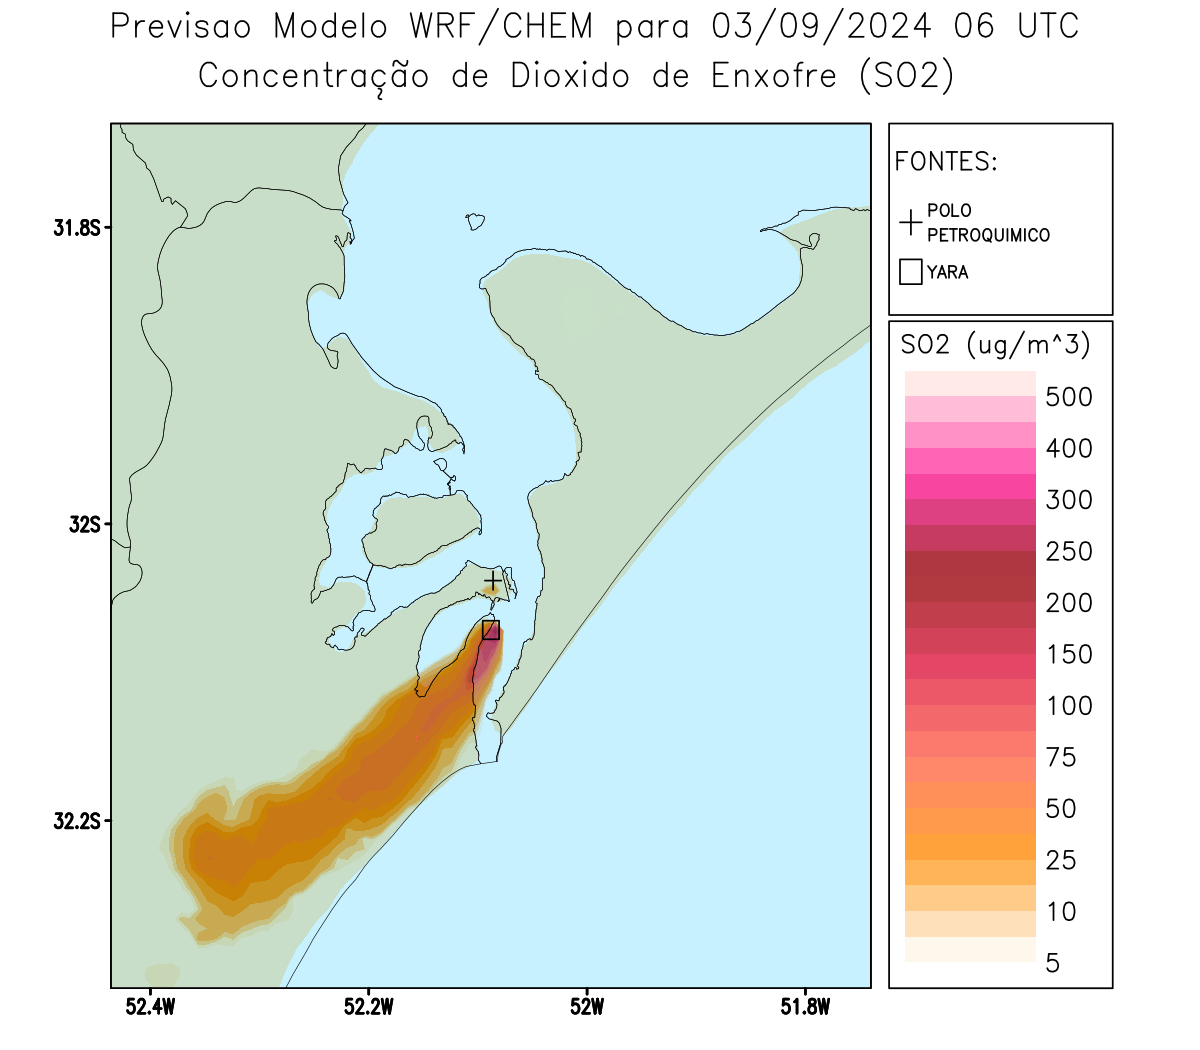 Previsao Modelo WRF/CHEM para 03/09/2024 06 UTC
Concentração de Dioxido de Enxofre (SO2)
FONTES:
POLO
PETROQUIMICO
YARA
SO2 (ug/m^3)
500
400
300
250
200
150
100
75
50
25
10
5
31.8S
32S
32.2S
52.4W
52.2W
52W
51.8W